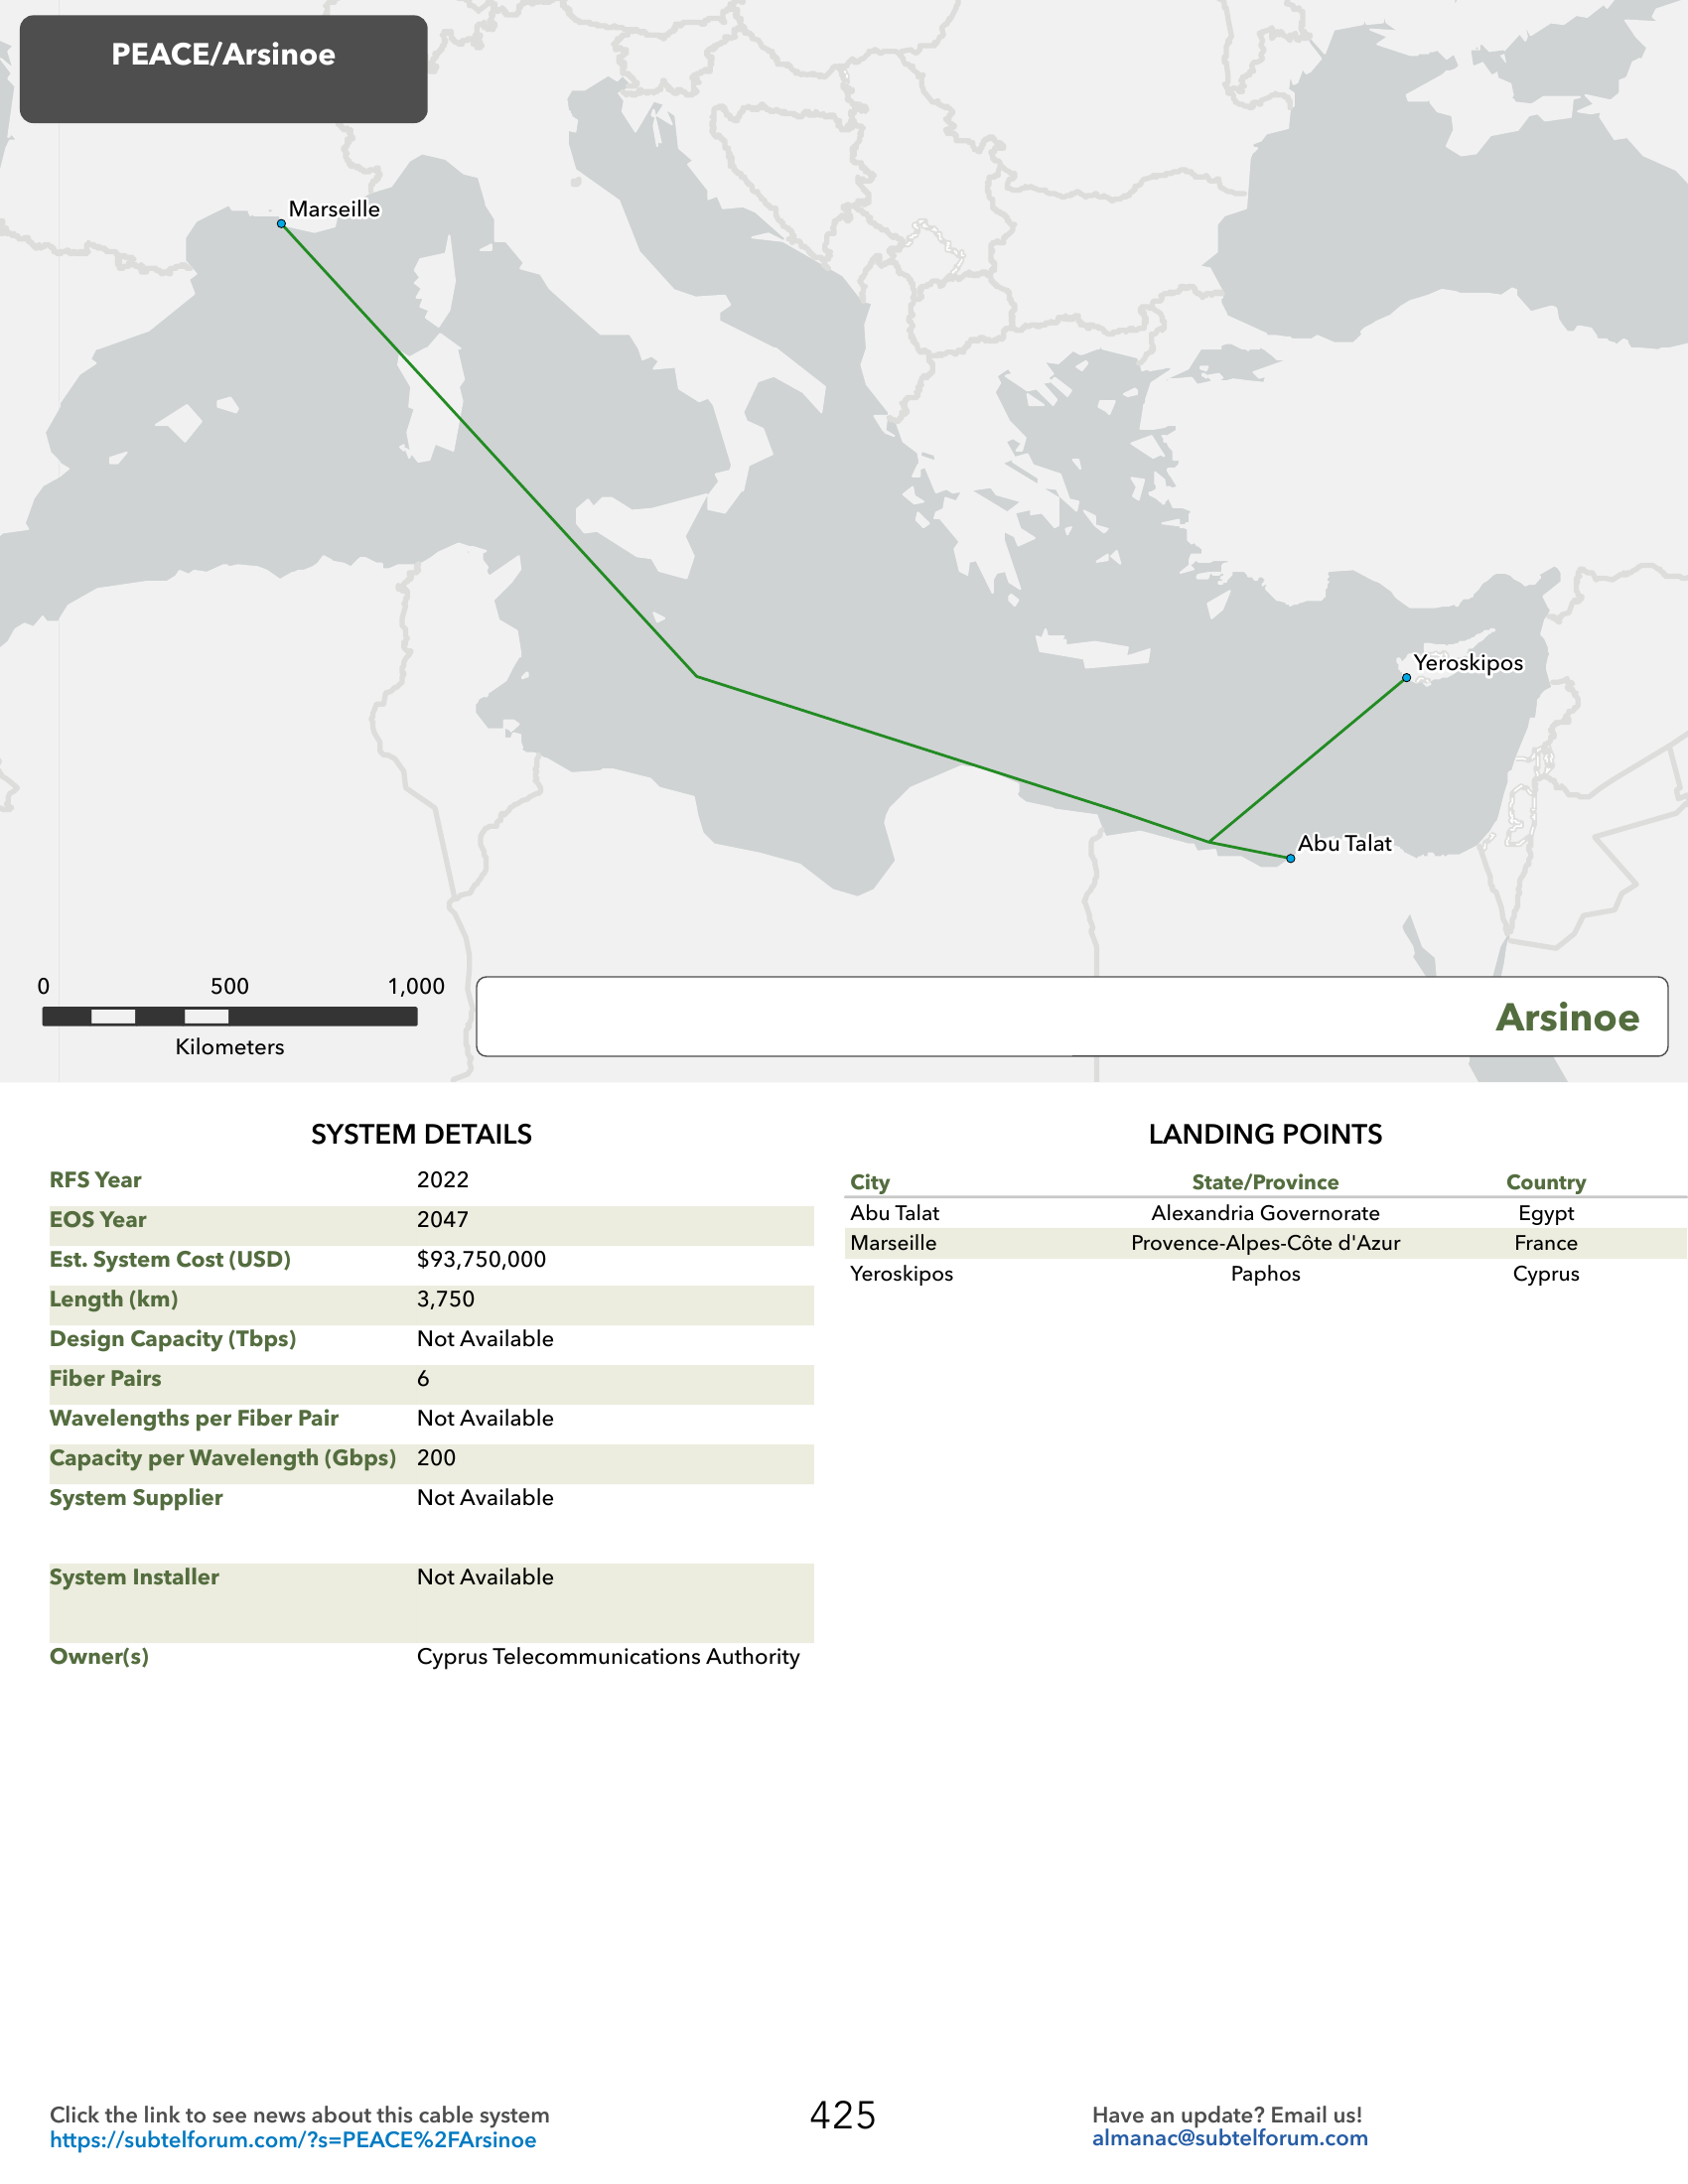 PEACE/Arsinoe
Marseille
Yeroskipos
Abu Talat
0 500 1,000
Kilometers
Arsinoe
SYSTEM DETAILS
RFS Year 2022
EOS Year 2047
Est. System Cost (USD) $93,750,000
Length (km) 3,750
Design Capacity (Tbps) Not Available
Fiber Pairs 6
Wavelengths per Fiber Pair Not Available
Capacity per Wavelength (Gbps) 200
System Supplier Not Available
System Installer Not Available
Owner(s) Cyprus Telecommunications Authority
LANDING POINTS
City State/Province Country
Abu Talat Alexandria Governorate Egypt
Marseille Provence-Alpes-Côte d'Azur France
Yeroskipos Paphos Cyprus
Click the link to see news about this cable system
https://subtelforum.com/?s=PEACE%2FArsinoe
425
Have an update? Email us!
almanac@subtelforum.com